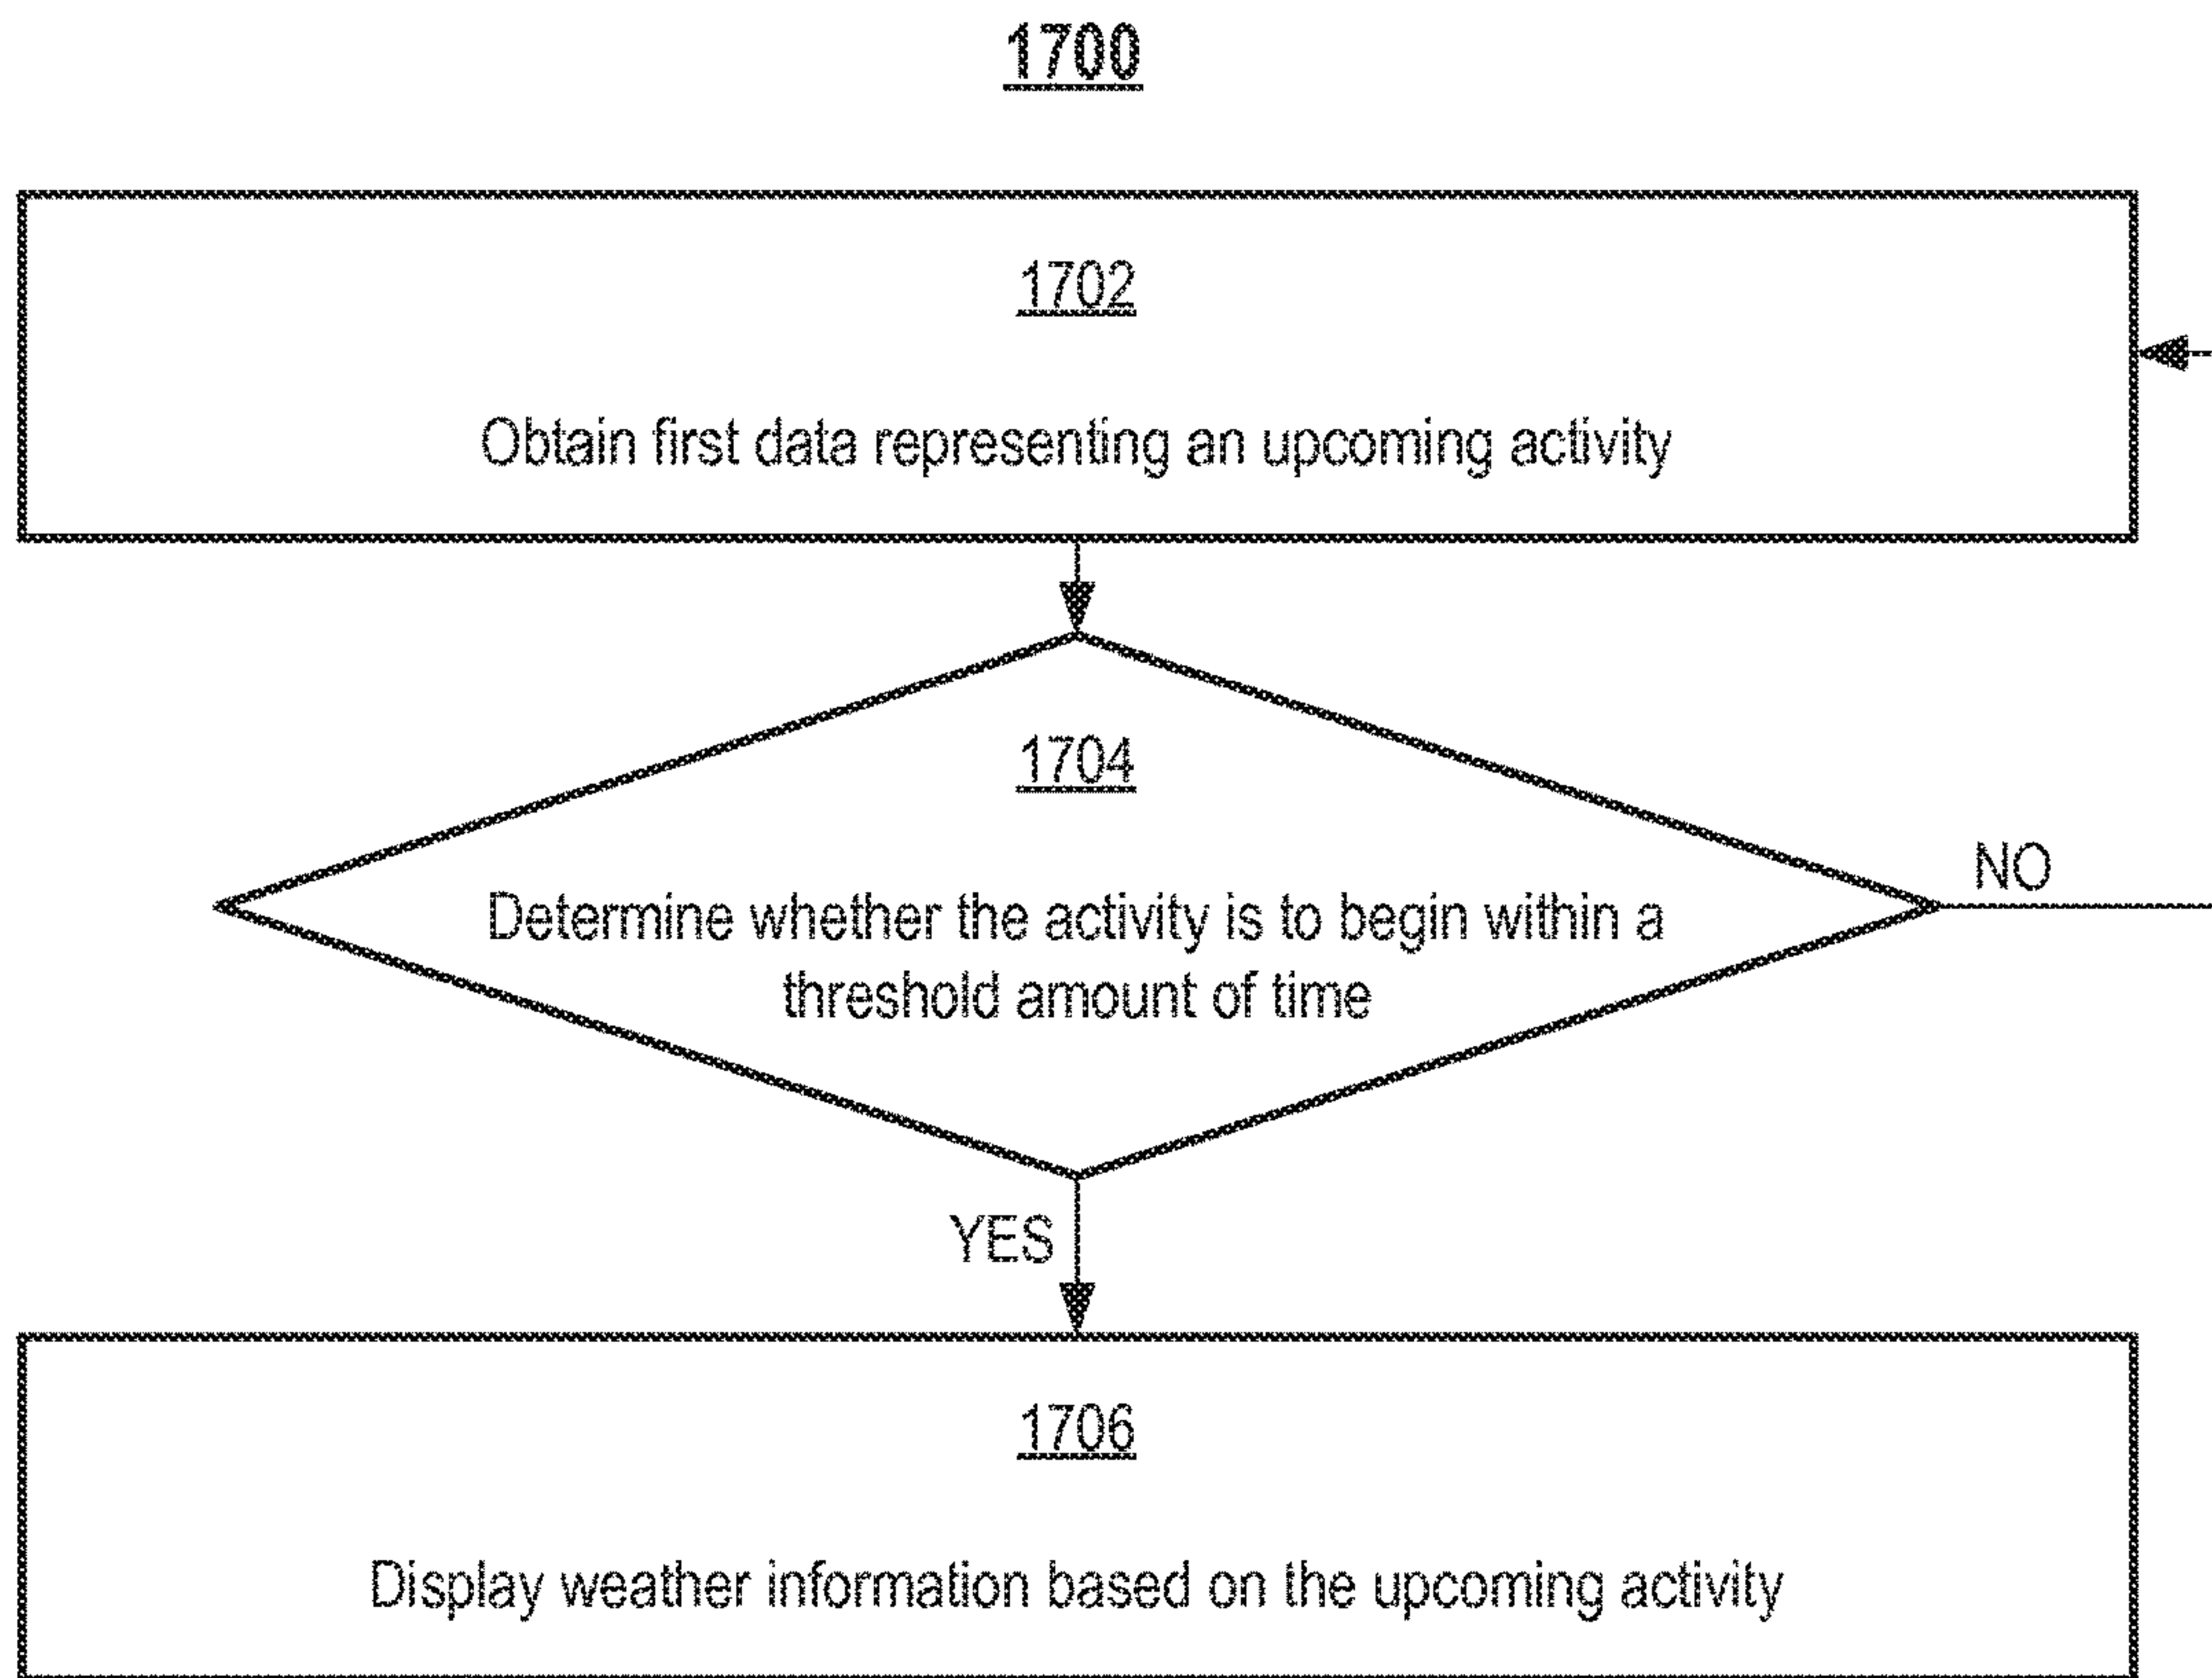 1700
1702
Obtain first data representing an upcoming activity
1704
Determine whether the activity is to begin within a
threshold amount of time
NO
YES
1706
Display weather information based on the upcoming activity